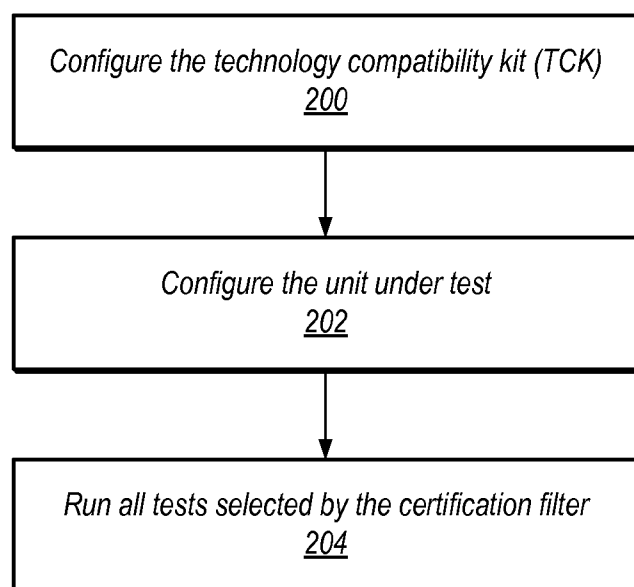 Configure the technology compatibility kit (TCK)
200
Configure the unit under test
202
Run all tests selected by the certification filter
204